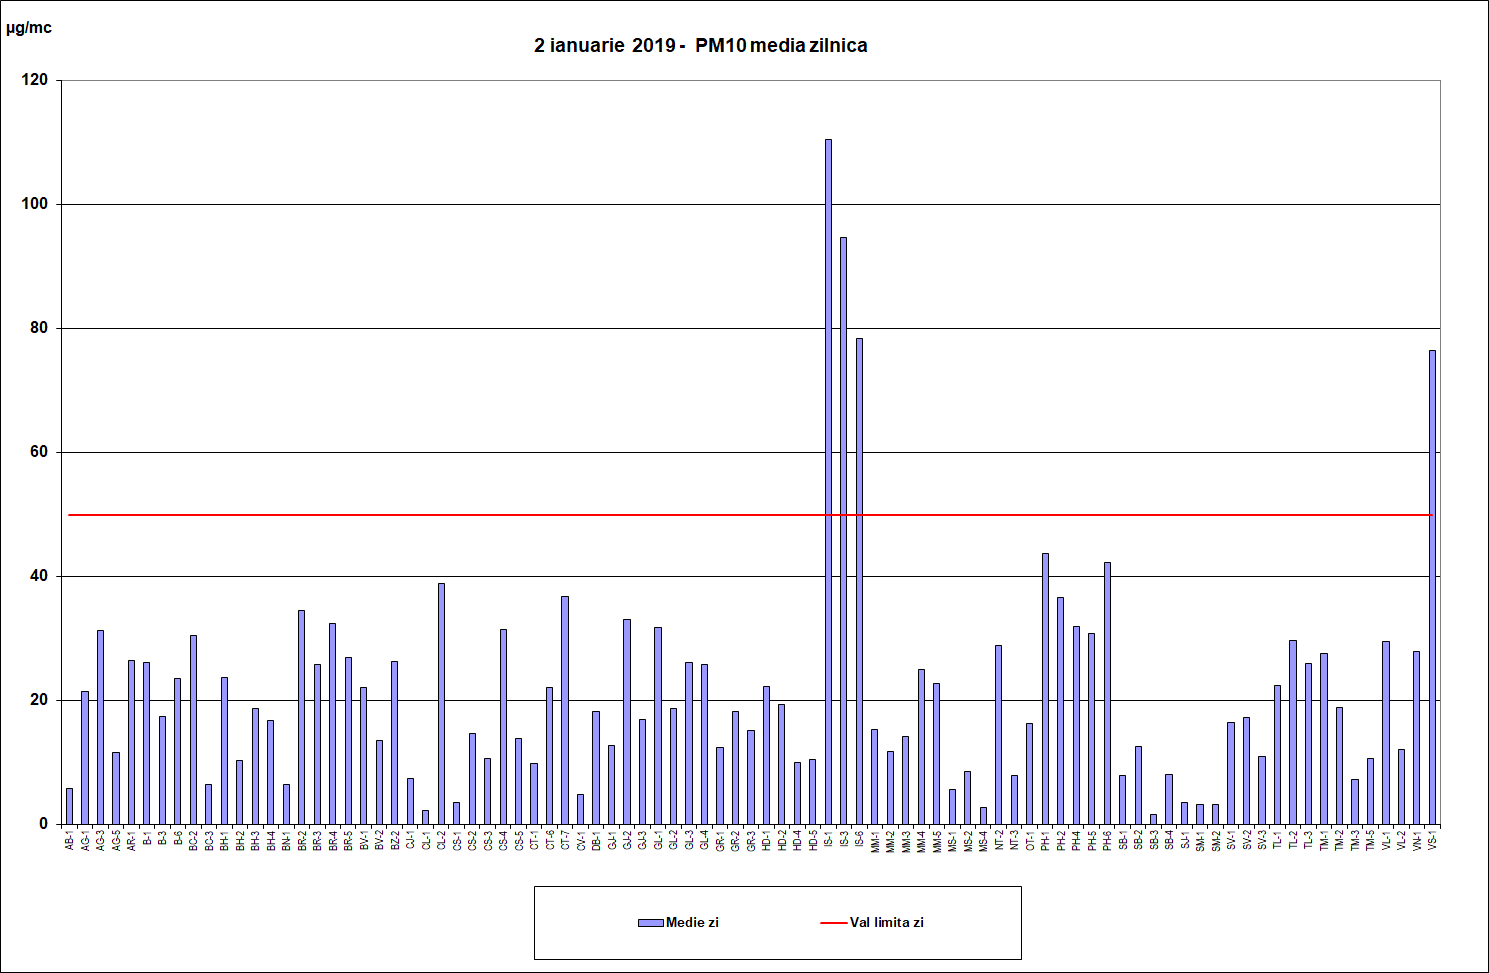 µg/mc
2 ianuarie 2019 - PM10 media zilnica
120
100
80
60
40
20
0
AB-1 AG-1 AG-3 AG-5 AR-1 B-1 B-3 B-6 BC-2 BC-3 BH-1 BH-2 BH-3 BH-4 BN-1 BR-2 BR-3 BR-4 BR-5 BV-1 BV-2 BZ-2 CJ-1 CL-1 CL-2 CS-1 CS-2 CS-3 CS-4 CS-5 CT-1 CT-6 CT-7 CV-1 DB-1 GJ-1 GJ-2 GJ-3 GL-1 GL-2 GL-3 GL-4 GR-1 GR-2 GR-3 HD-1 HD-2 HD-4 HD-5 IS-1 IS-3 IS-6 MM-1 MM-2 MM-3 MM-4 MM-5 MS-1 MS-2 MS-4 NT-2 NT-3 OT-1 PH-1 PH-2 PH-4 PH-5 PH-6 SB-1 SB-2 SB-3 SB-4 SJ-1 SM-1 SM-2 SV-1 SV-2 SV-3 TL-1 TL-2 TL-3 TM-1 TM-2 TM-3 TM-5 VL-1 VL-2 VN-1 VS-1
Medie zi Val limita zi